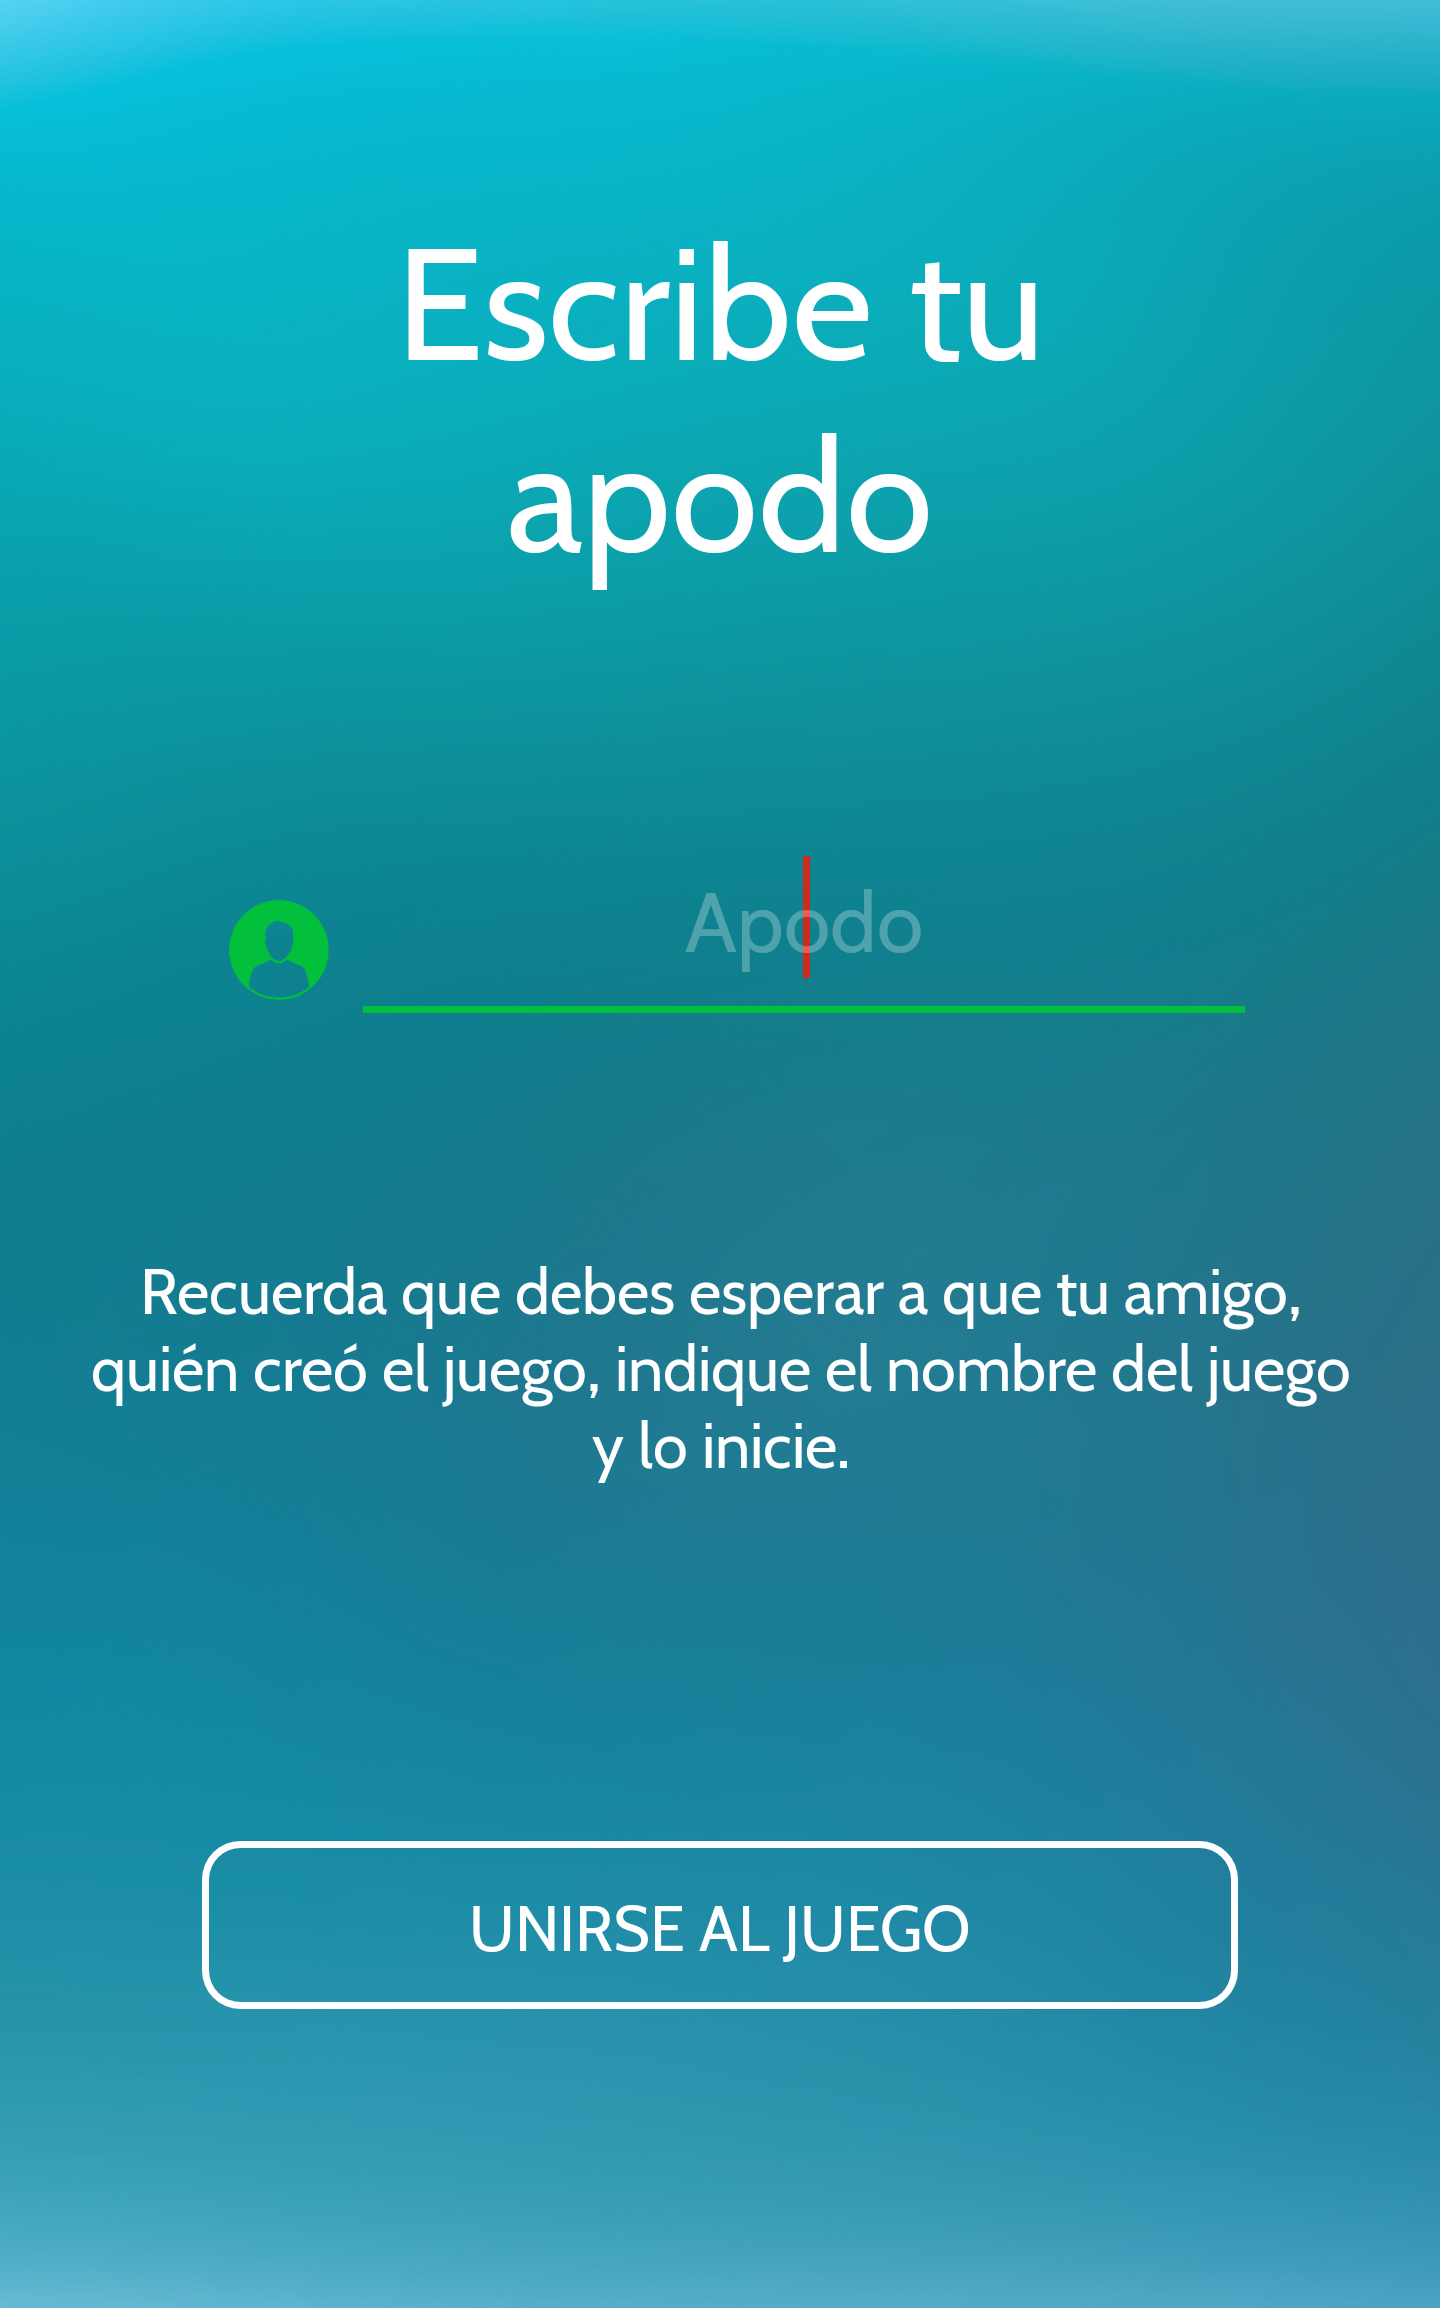 Escribe tu
apodo
Apodo
Recuerda que debes esperar a que tu amigo,
quién creó el juego, indique el nombre del juego
y lo inicie.
UNIRSE AL JUEGO